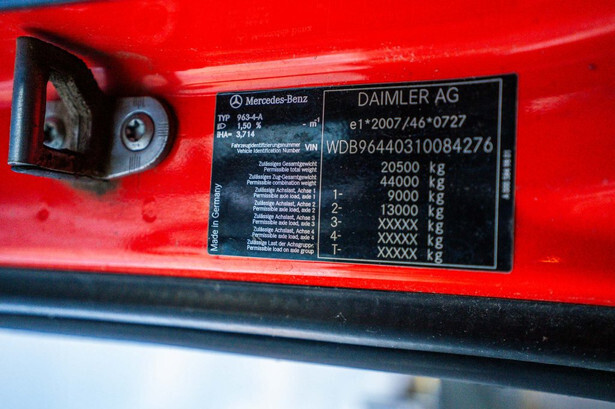 Mercedes-Benz
TYP 963-4-A
1,50 % - m-1
IHA= 3,714
Fahrzeugidentifizierungsnummer
Vehicle Identification Number VIN
Zulässiges Gesamtgewicht
Permissible total weight
Zulässiges Zug-Gesamtgewicht
Permissible combination weight
Zulässige Achslast, Achse 1
Permissible axle load, axle 1
Zulässige Achslast, Achse 2
Permissible axle load, axle 2
Zulässige Achslast, Achse 3
Permissible axle load, axle 3
Zulässige Achslast, Achse 4
Permissible axle load, axle 4
Zulässige Last der Achsgruppe
Permissible load on axle group
Made in Germany
DAIMLER AG
e1*2007/46*0727
WDB96440310084276
20500 kg
44000 kg
1- 9000 kg
2- 13000 kg
3- XXXXX kg
4- XXXXX kg
T- XXXXX kg